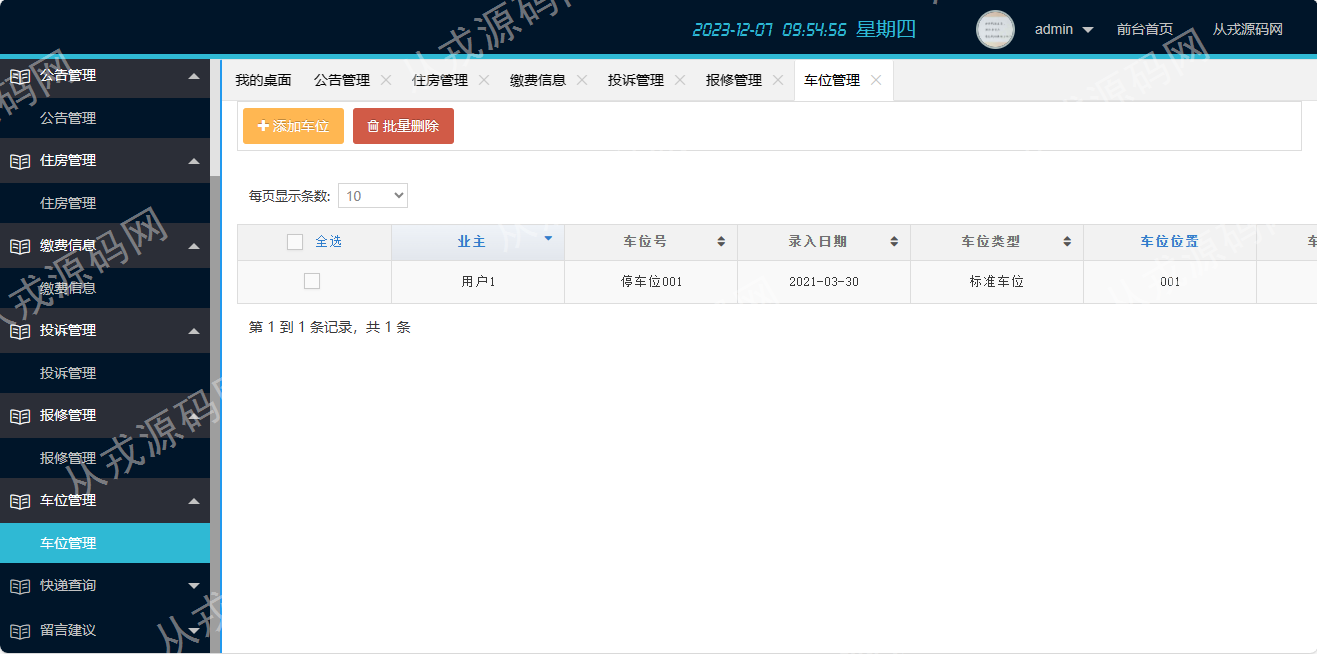 2023-12-07 09:54:56 星期四
admin
前台首页
从戎源码网
公告管理
公告管理
住房管理
住房管理
缴费信息
缴费信息
投诉管理
投诉管理
报修管理
报修管理
车位管理
车位管理
快递查询
留言建议
我的桌面 公告管理 住房管理 缴费信息 投诉管理 报修管理 车位管理
添加车位 批量删除
每页显示条数: 10
全选 业主 车位号 录入日期 车位类型 车位位置
用户1 停车位001 2021-03-30 标准车位 001
第 1 到 1 条记录，共 1 条
从戎源码网
从戎源码网
从戎源码网